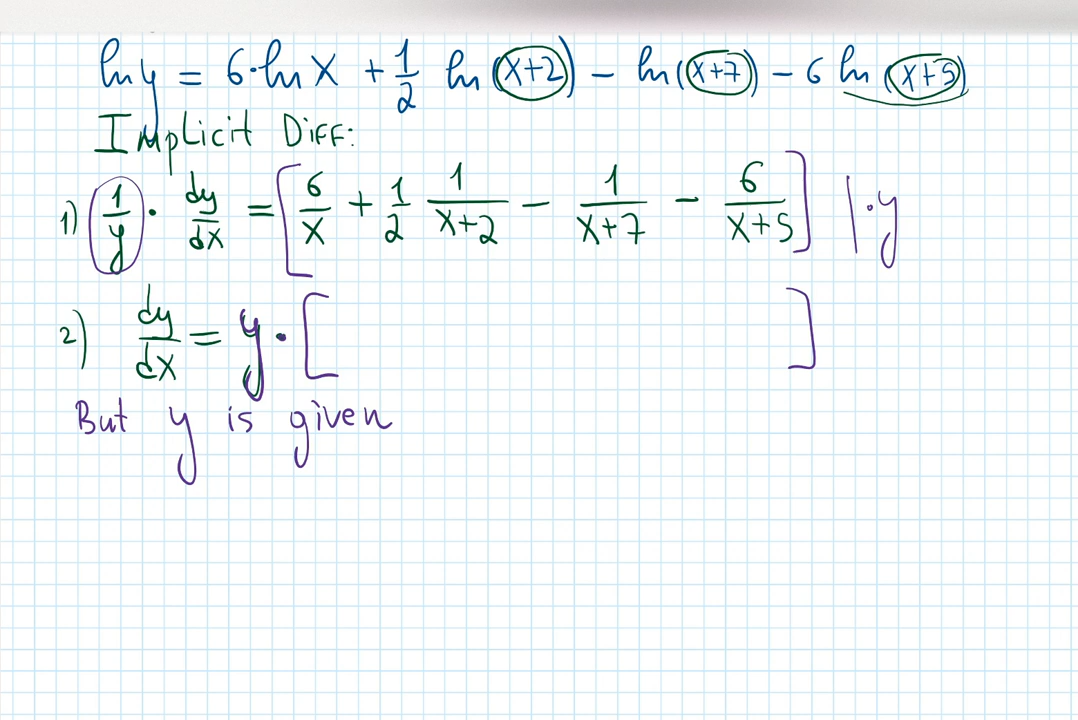 ln y = 6·ln x + 1/2 ln (x+2) − ln (x+7) − 6 ln (x+5)
Implicit Diff:
1) 1/y · dy/dx = [ 6/x + 1/2 1/(x+2) − 1/(x+7) − 6/(x+5) ] | · y
2) dy/dx = y · [ ]
But y is given